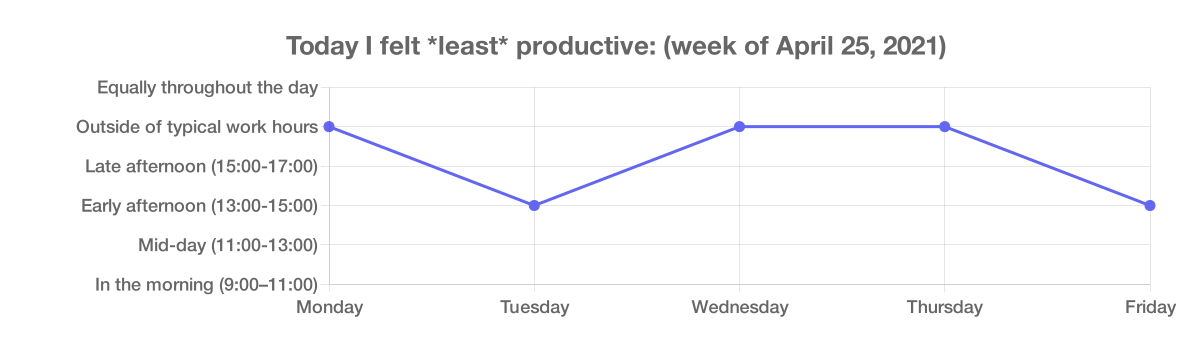 Today I felt *least* productive: (week of April 25, 2021)
Equally throughout the day
Outside of typical work hours
Late afternoon (15:00-17:00)
Early afternoon (13:00-15:00)
Mid-day (11:00-13:00)
In the morning (9:00–11:00)
Monday Tuesday Wednesday Thursday Friday